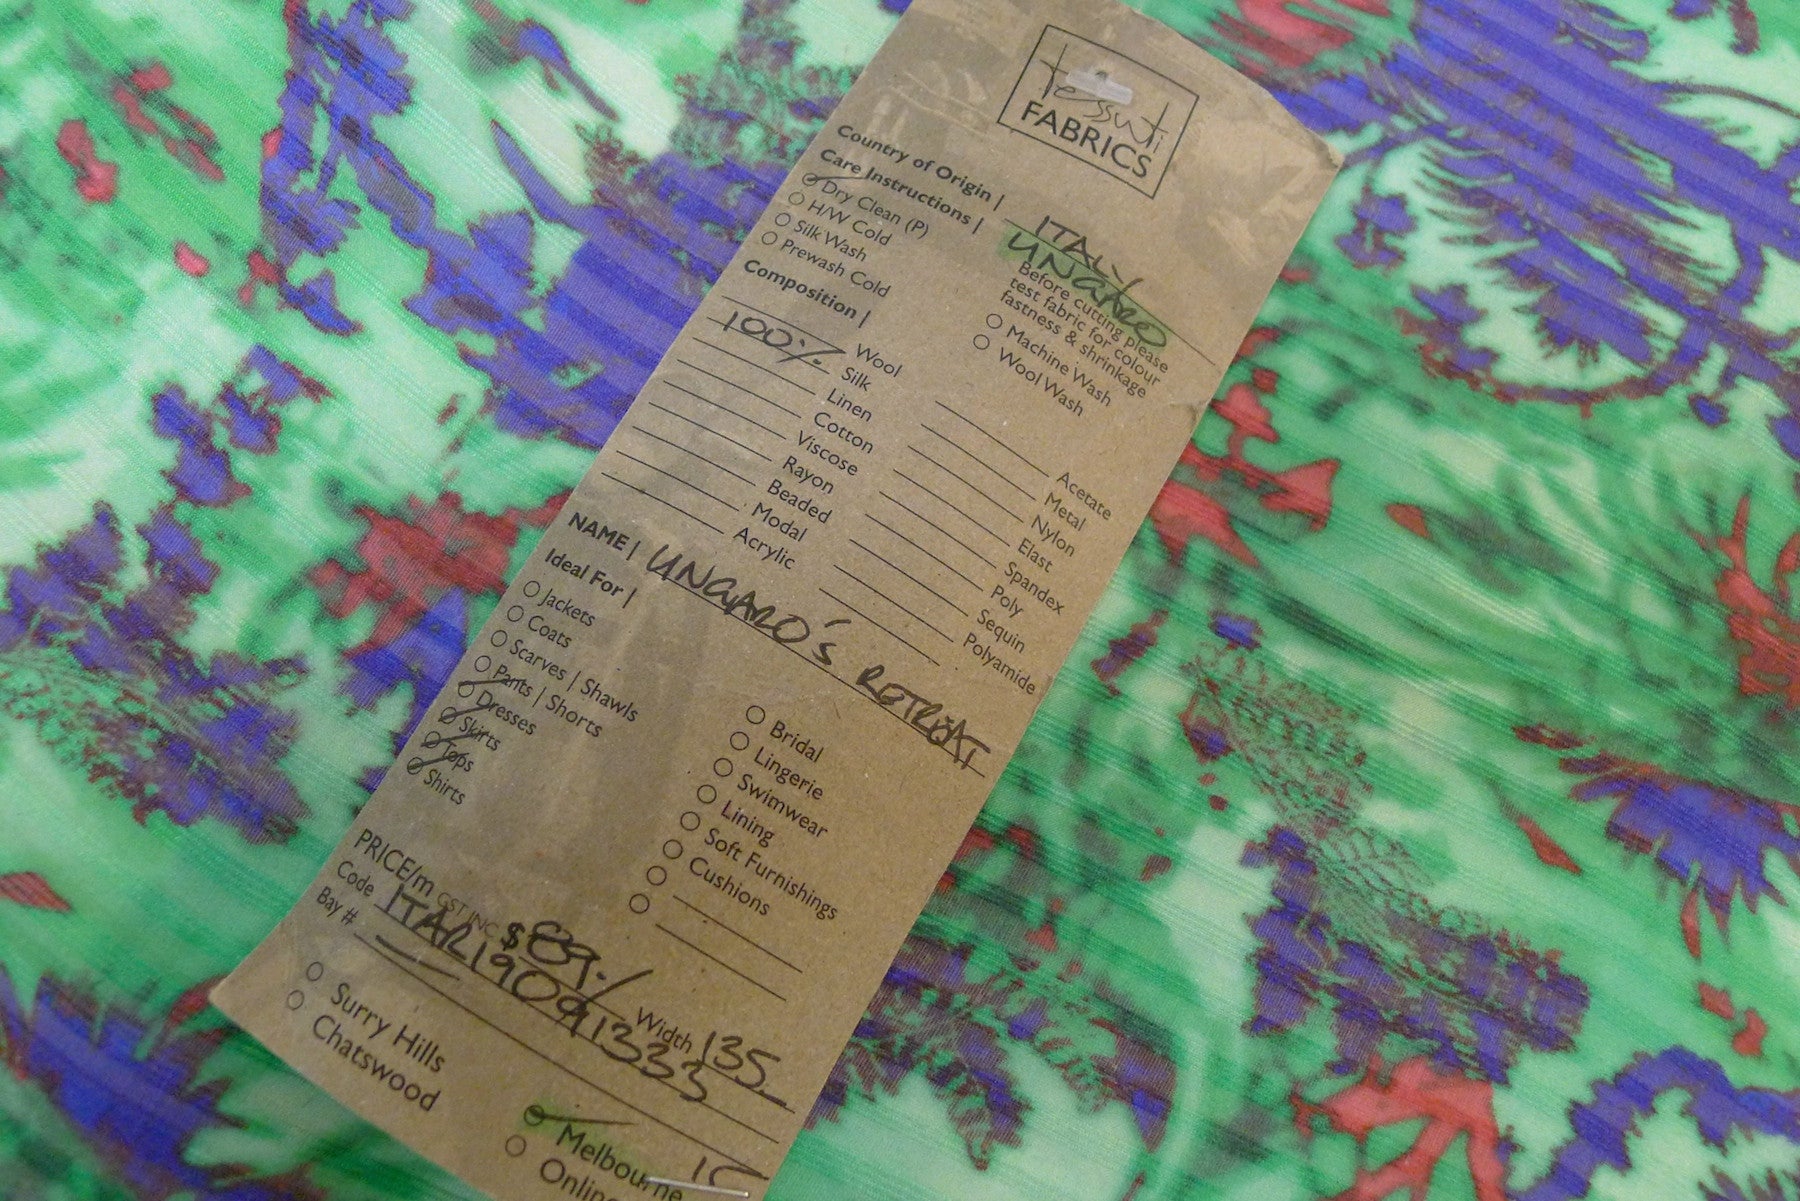 tessuti
FABRICS
Country of Origin | ITALY
Care Instructions | UNGARO
Dry Clean (P)
H/W Cold
Silk Wash
Prewash Cold
Before cutting please
test fabric for colour
fastness & shrinkage
Machine Wash
Wool Wash
Composition |
Wool
100% Silk
Linen
Cotton
Viscose
Rayon
Beaded
Modal
Acrylic
Acetate
Metal
Nylon
Elast
Spandex
Poly
Sequin
Polyamide
NAME | UNGARO'S RETREAT
Ideal For |
Jackets
Coats
Scarves | Shawls
Pants | Shorts
Dresses
Skirts
Tops
Shirts
Bridal
Lingerie
Swimwear
Lining
Soft Furnishings
Cushions
PRICE/m GST INC $89.-/ Width 135
Code ITAR19091333
Bay #
Surry Hills
Chatswood
Melbourne
Online